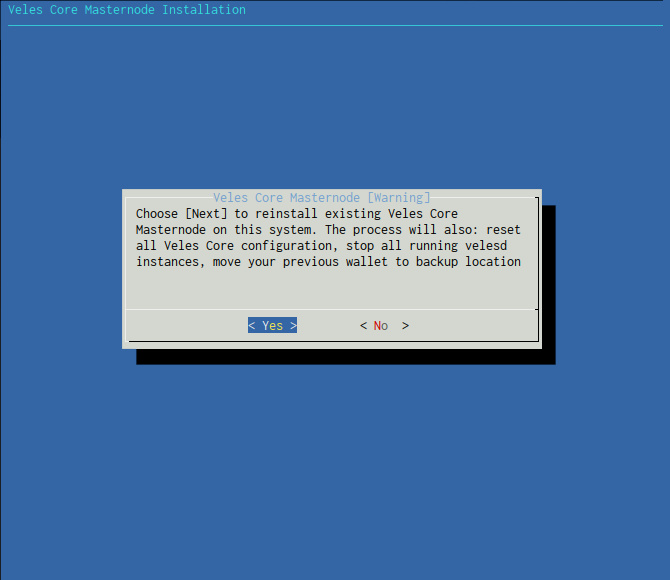 Veles Core Masternode Installation
Veles Core Masternode [Warning]
Choose [Next] to reinstall existing Veles Core
Masternode on this system. The process will also: reset
all Veles Core configuration, stop all running velesd
instances, move your previous wallet to backup location
< Yes > < No >